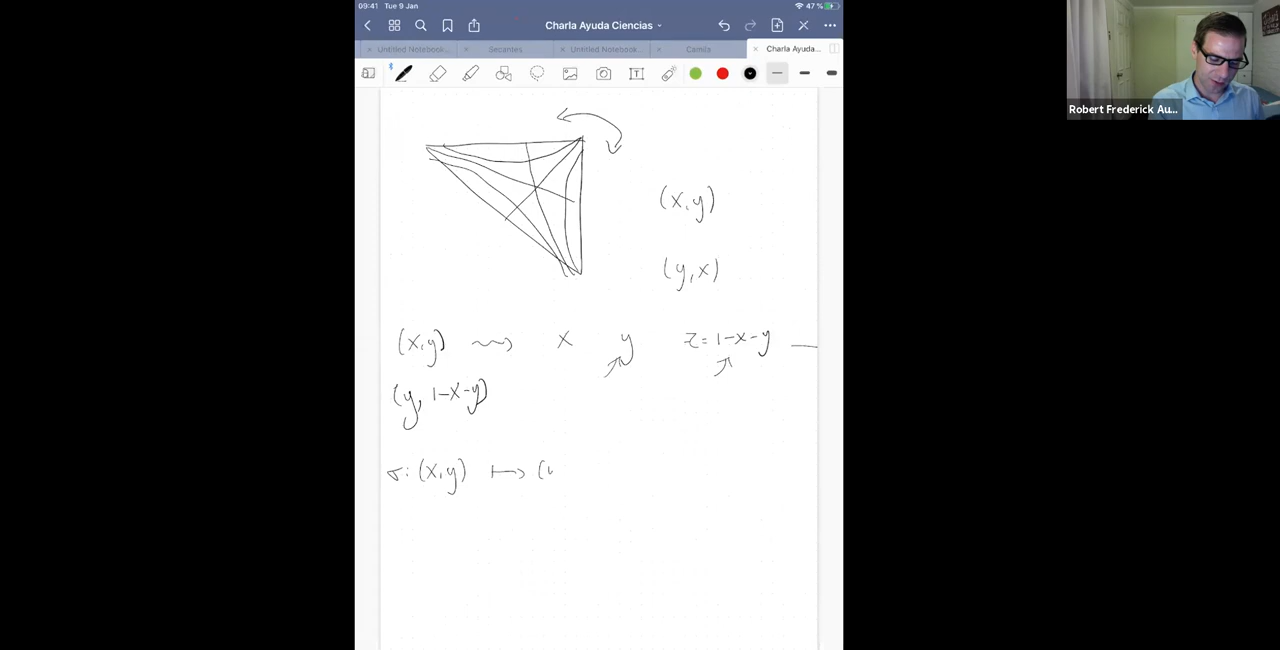 09:41 Tue 9 Jan
47 %
Charla Ayuda Ciencias
Untitled Notebook...
Secantes
Untitled Notebook...
Camila
Charla Ayuda...
Robert Frederick Au...
(x,y)
(y,x)
(x,y) ⇝ x y z = 1-x-y —
(y, 1-x-y)
σ: (x,y) ↦ (